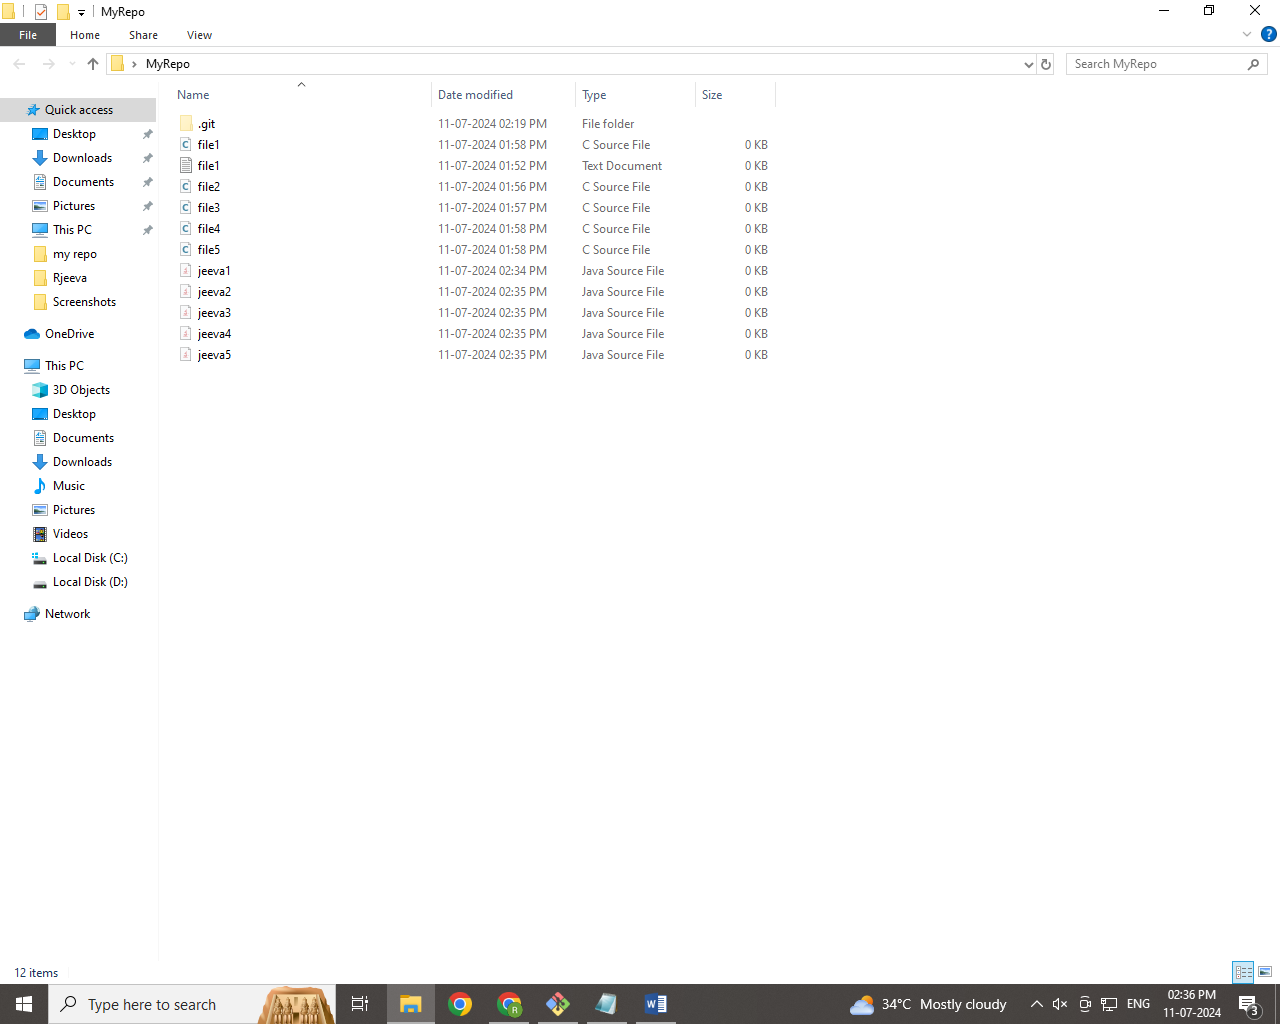 MyRepo
File Home Share View
MyRepo
Search MyRepo
Name Date modified Type Size
Quick access
Desktop
Downloads
Documents
Pictures
This PC
my repo
Rjeeva
Screenshots
OneDrive
This PC
3D Objects
Desktop
Documents
Downloads
Music
Pictures
Videos
Local Disk (C:)
Local Disk (D:)
Network
.git 11-07-2024 02:19 PM File folder
file1 11-07-2024 01:58 PM C Source File 0 KB
file1 11-07-2024 01:52 PM Text Document 0 KB
file2 11-07-2024 01:56 PM C Source File 0 KB
file3 11-07-2024 01:57 PM C Source File 0 KB
file4 11-07-2024 01:58 PM C Source File 0 KB
file5 11-07-2024 01:58 PM C Source File 0 KB
jeeva1 11-07-2024 02:34 PM Java Source File 0 KB
jeeva2 11-07-2024 02:35 PM Java Source File 0 KB
jeeva3 11-07-2024 02:35 PM Java Source File 0 KB
jeeva4 11-07-2024 02:35 PM Java Source File 0 KB
jeeva5 11-07-2024 02:35 PM Java Source File 0 KB
12 items
Type here to search
34°C Mostly cloudy
ENG
02:36 PM
11-07-2024
3